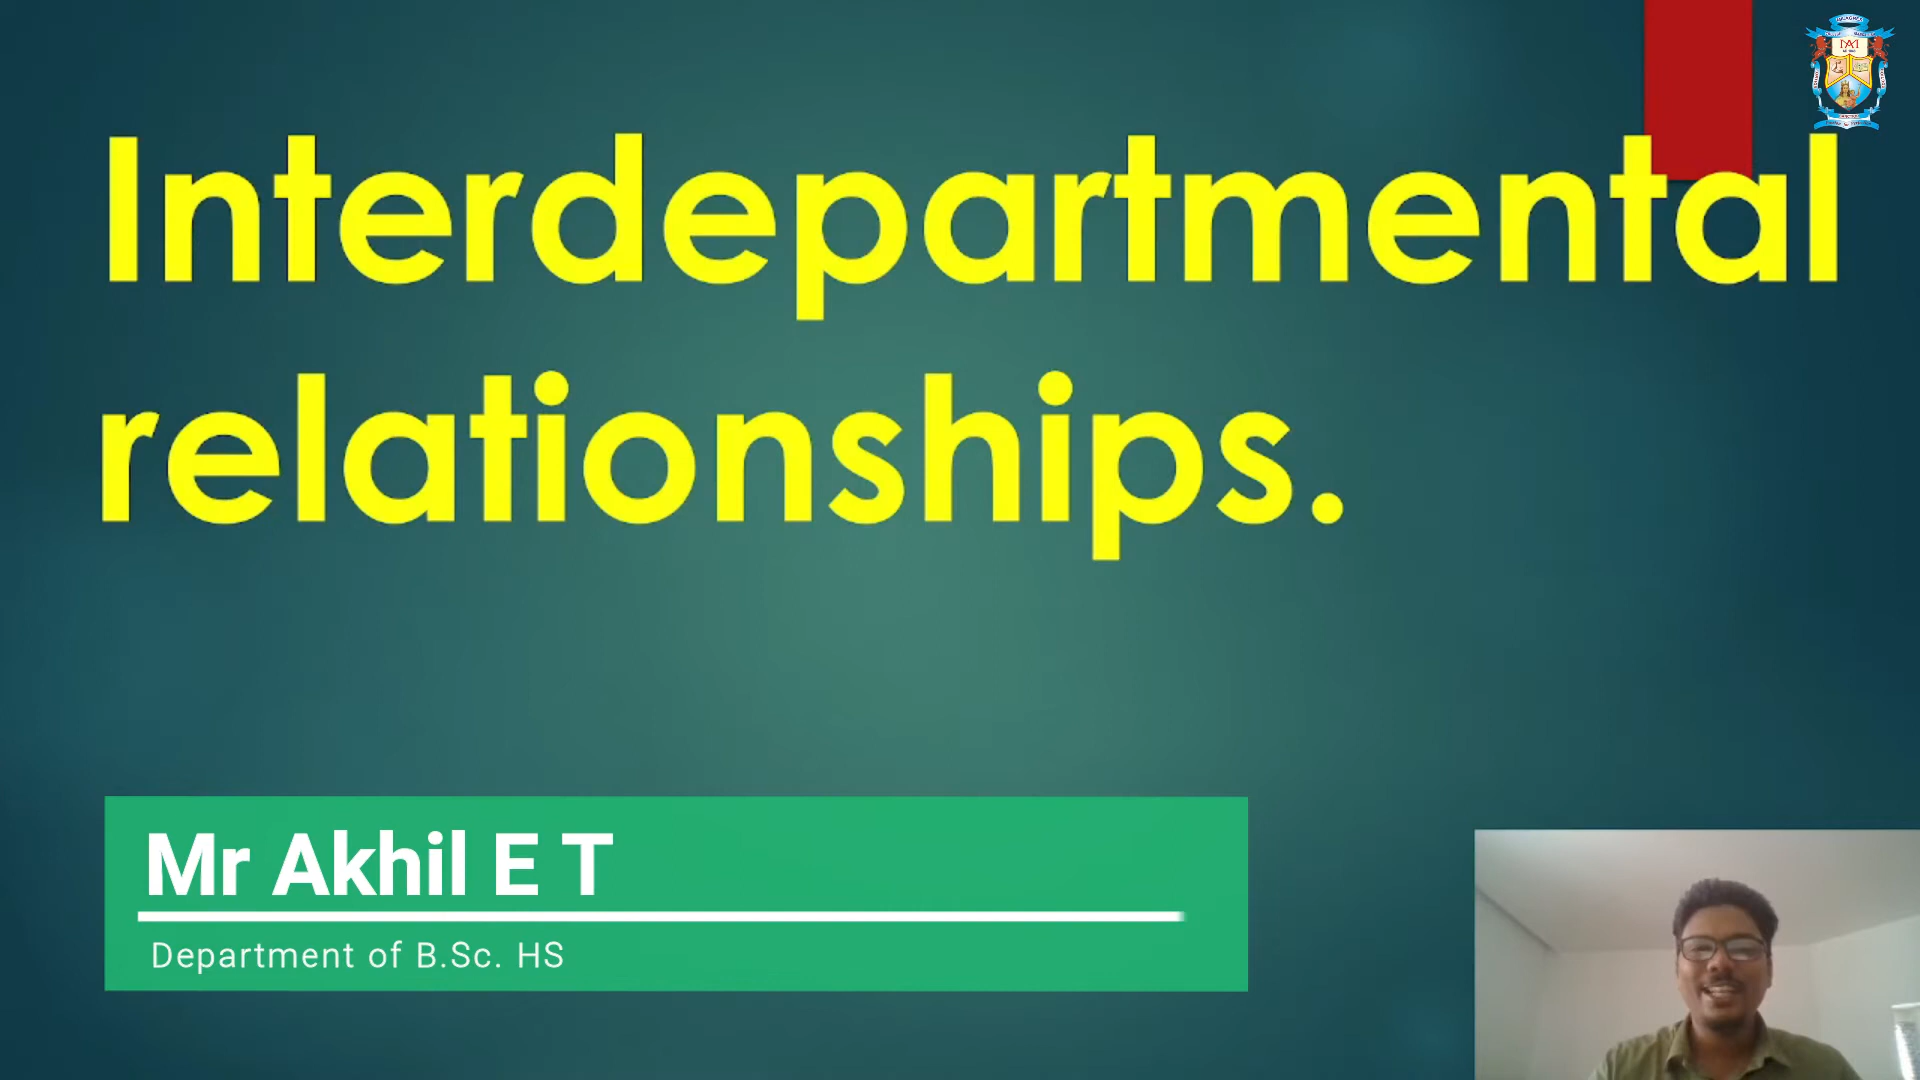 Interdepartmental
relationships.
Mr Akhil E T
Department of B.Sc. HS